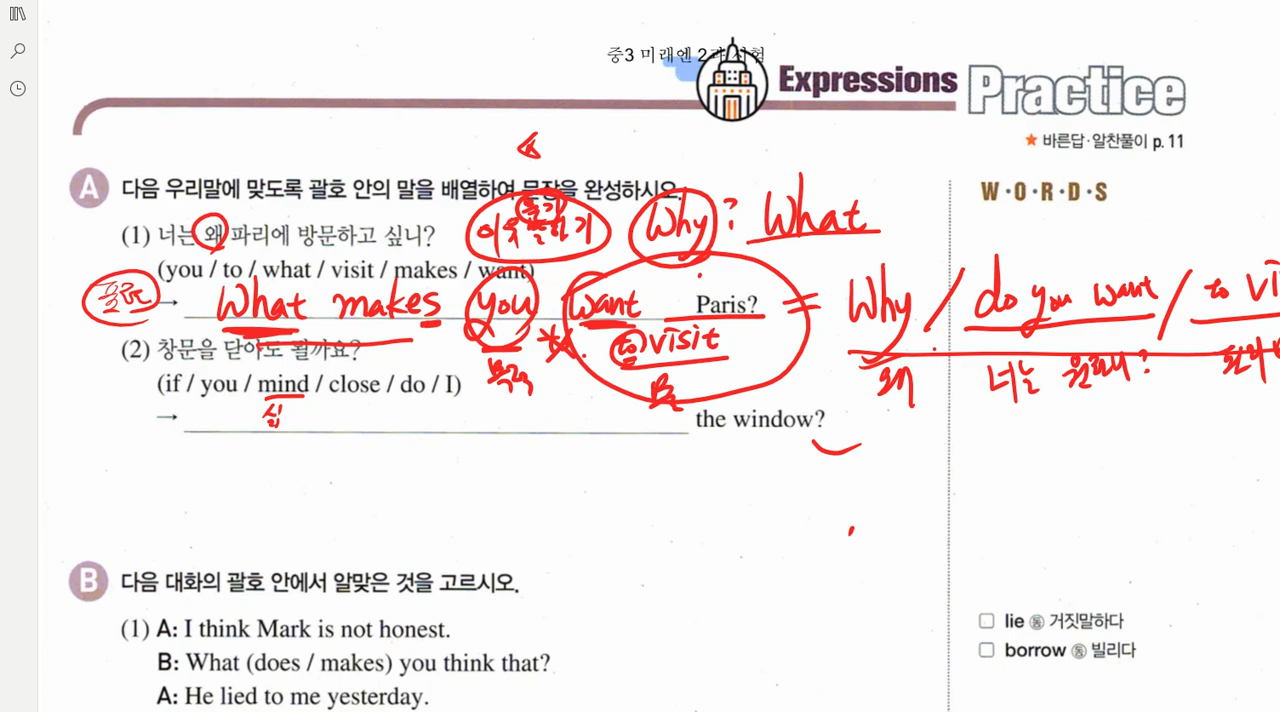 중3 미래엔 2과 시험
Expressions Practice
★ 바른답·알찬풀이 p. 11
A 다음 우리말에 맞도록 괄호 안의 말을 배열하여 문장을 완성하시오.
W·O·R·D·S
(1) 너는 왜 파리에 방문하고 싶니?
Why? What
(you / to / what / visit / makes / want)
→ What makes you want Paris? = Why / do you want / to vi
to visit
(2) 창문을 닫아도 될까요?
왜 너는 원하니?
(if / you / mind / close / do / I)
→ the window?
B 다음 대화의 괄호 안에서 알맞은 것을 고르시오.
(1) A: I think Mark is not honest.
B: What (does / makes) you think that?
A: He lied to me yesterday.
lie 동 거짓말하다
borrow 동 빌리다